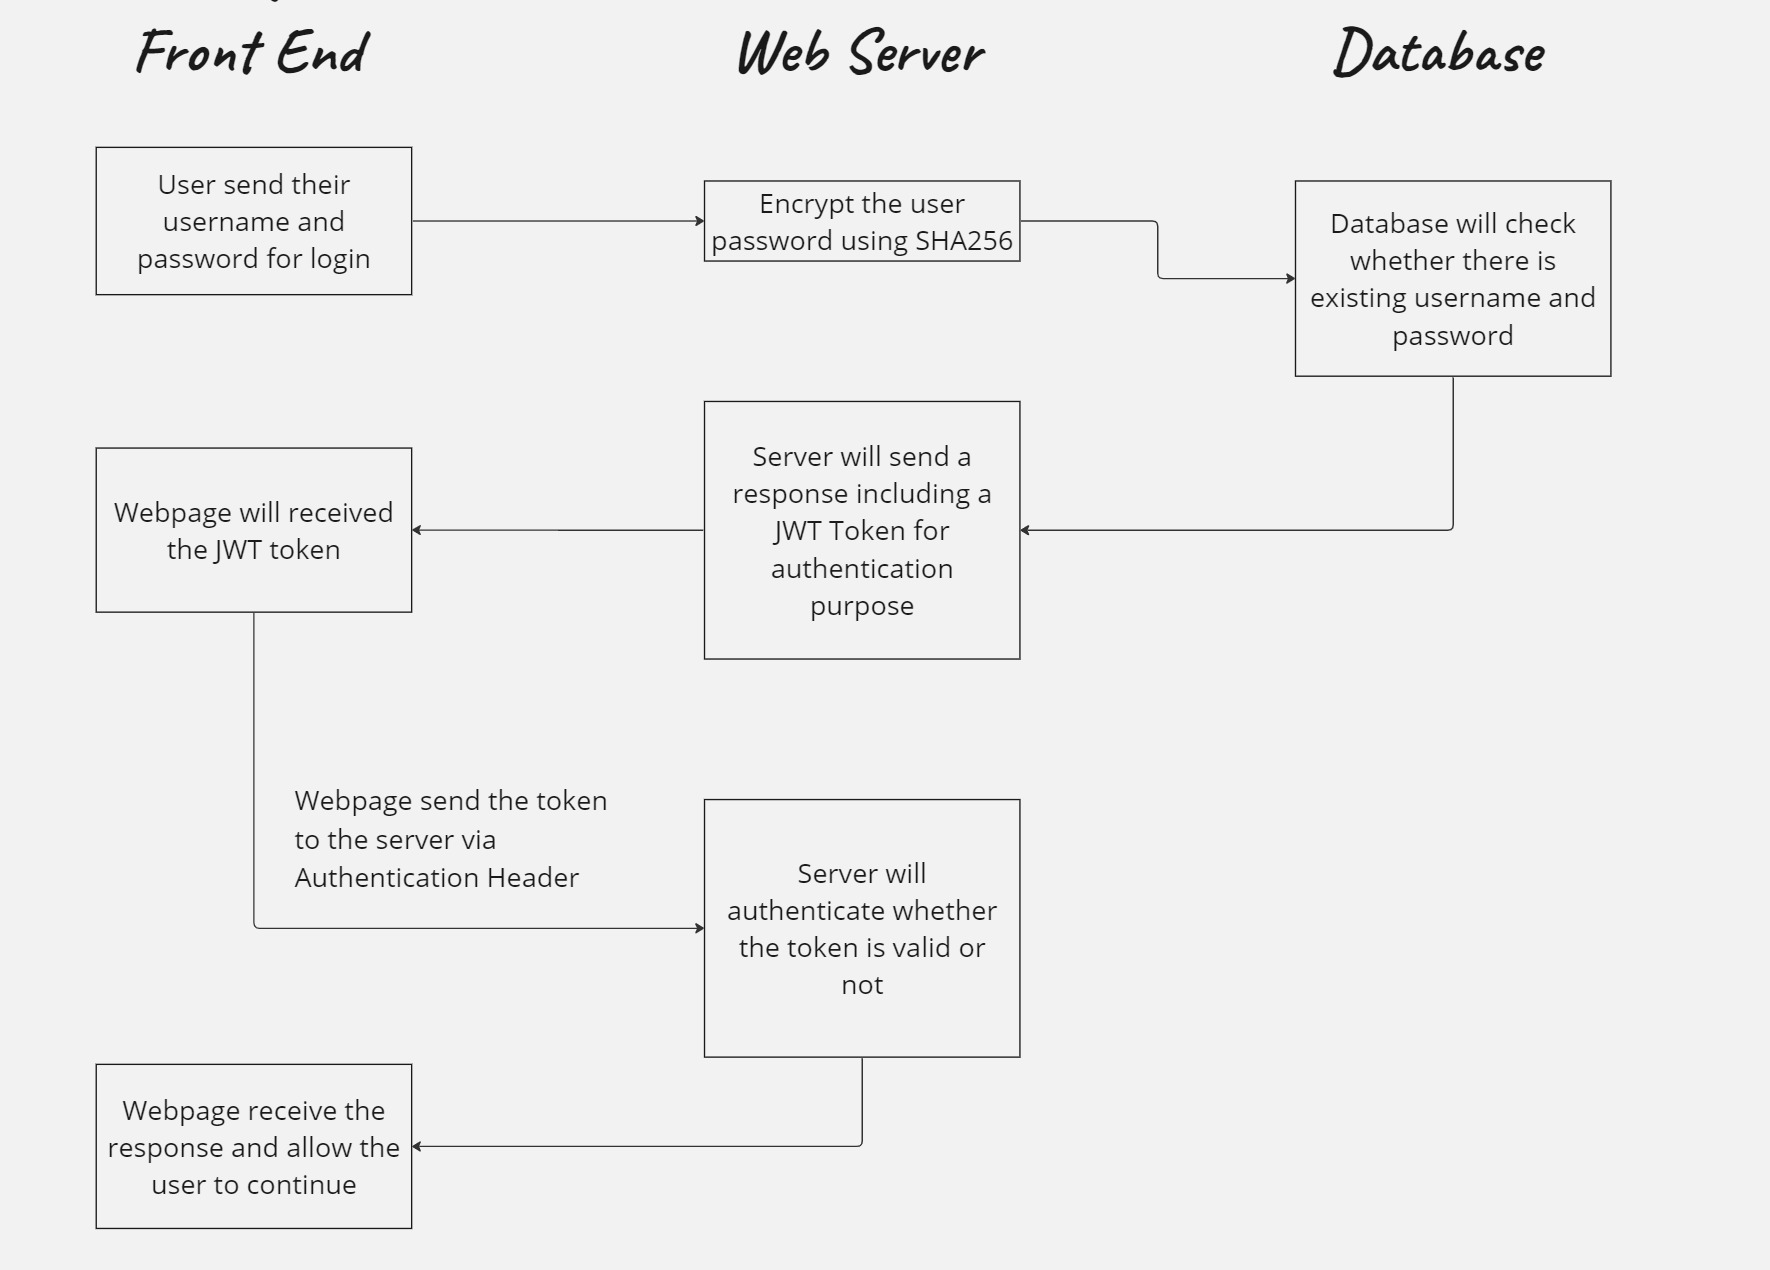 Front End
Web Server
Database
User send their
username and
password for login
Encrypt the user
password using SHA256
Database will check
whether there is
existing username and
password
Webpage will received
the JWT token
Server will send a
response including a
JWT Token for
authentication
purpose
Webpage send the token
to the server via
Authentication Header
Server will
authenticate whether
the token is valid or
not
Webpage receive the
response and allow the
user to continue